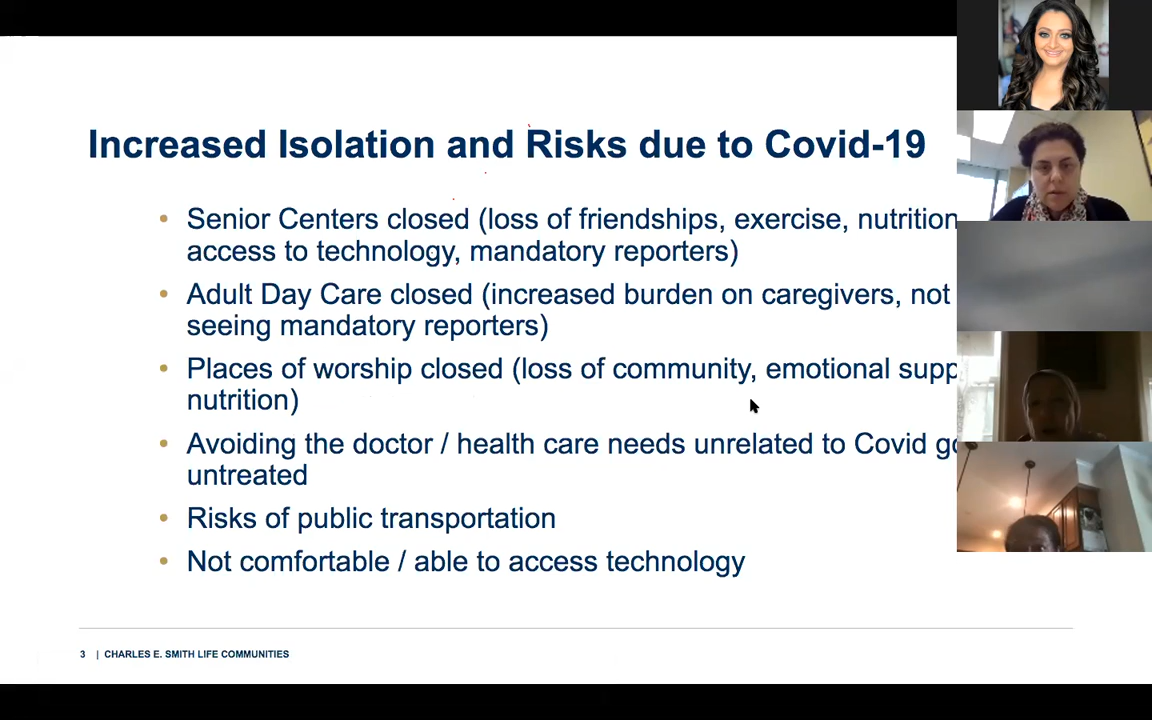 Increased Isolation and Risks due to Covid-19
• Senior Centers closed (loss of friendships, exercise, nutrition
access to technology, mandatory reporters)
• Adult Day Care closed (increased burden on caregivers, not
seeing mandatory reporters)
• Places of worship closed (loss of community, emotional supp
nutrition)
• Avoiding the doctor / health care needs unrelated to Covid go
untreated
• Risks of public transportation
• Not comfortable / able to access technology
3 | CHARLES E. SMITH LIFE COMMUNITIES